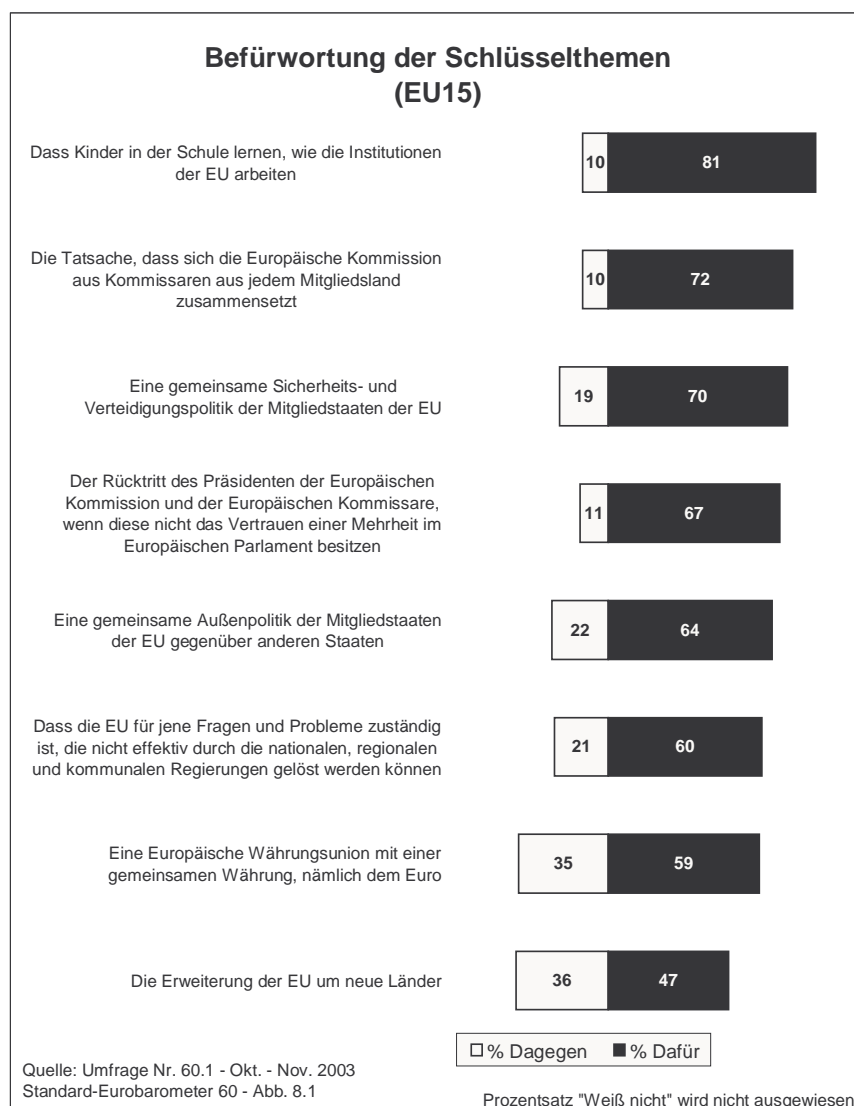 Befürwortung der Schlüsselthemen
(EU15)
Dass Kinder in der Schule lernen, wie die Institutionen
der EU arbeiten
10
81
Die Tatsache, dass sich die Europäische Kommission
aus Kommissaren aus jedem Mitgliedsland
zusammensetzt
10
72
Eine gemeinsame Sicherheits- und
Verteidigungspolitik der Mitgliedstaaten der EU
19
70
Der Rücktritt des Präsidenten der Europäischen
Kommission und der Europäischen Kommissare,
wenn diese nicht das Vertrauen einer Mehrheit im
Europäischen Parlament besitzen
11
67
Eine gemeinsame Außenpolitik der Mitgliedstaaten
der EU gegenüber anderen Staaten
22
64
Dass die EU für jene Fragen und Probleme zuständig
ist, die nicht effektiv durch die nationalen, regionalen
und kommunalen Regierungen gelöst werden können
21
60
Eine Europäische Währungsunion mit einer
gemeinsamen Währung, nämlich dem Euro
35
59
Die Erweiterung der EU um neue Länder
36
47
% Dagegen % Dafür
Quelle: Umfrage Nr. 60.1 - Okt. - Nov. 2003
Standard-Eurobarometer 60 - Abb. 8.1
Prozentsatz "Weiß nicht" wird nicht ausgewiesen